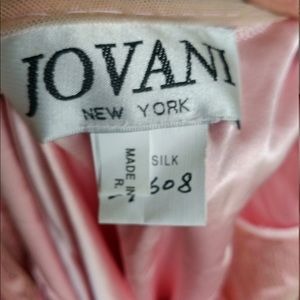 JOVANI
NEW YORK
SILK
MADE IN
R.
608